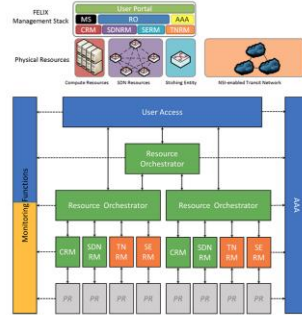 FELIX
Management Stack
User Portal
MS RO AAA
CRM SDNRM SERM TNRM
Physical Resources
Compute Resources SDN Resources Stiching Entity NSI-enabled Transit Network
User Access
Resource
Orchestrator
Resource Orchestrator Resource Orchestrator
Monitoring Functions
AAA
CRM SDN RM TN RM SE RM CRM SDN RM TN RM SE RM
PR PR PR PR PR PR PR PR